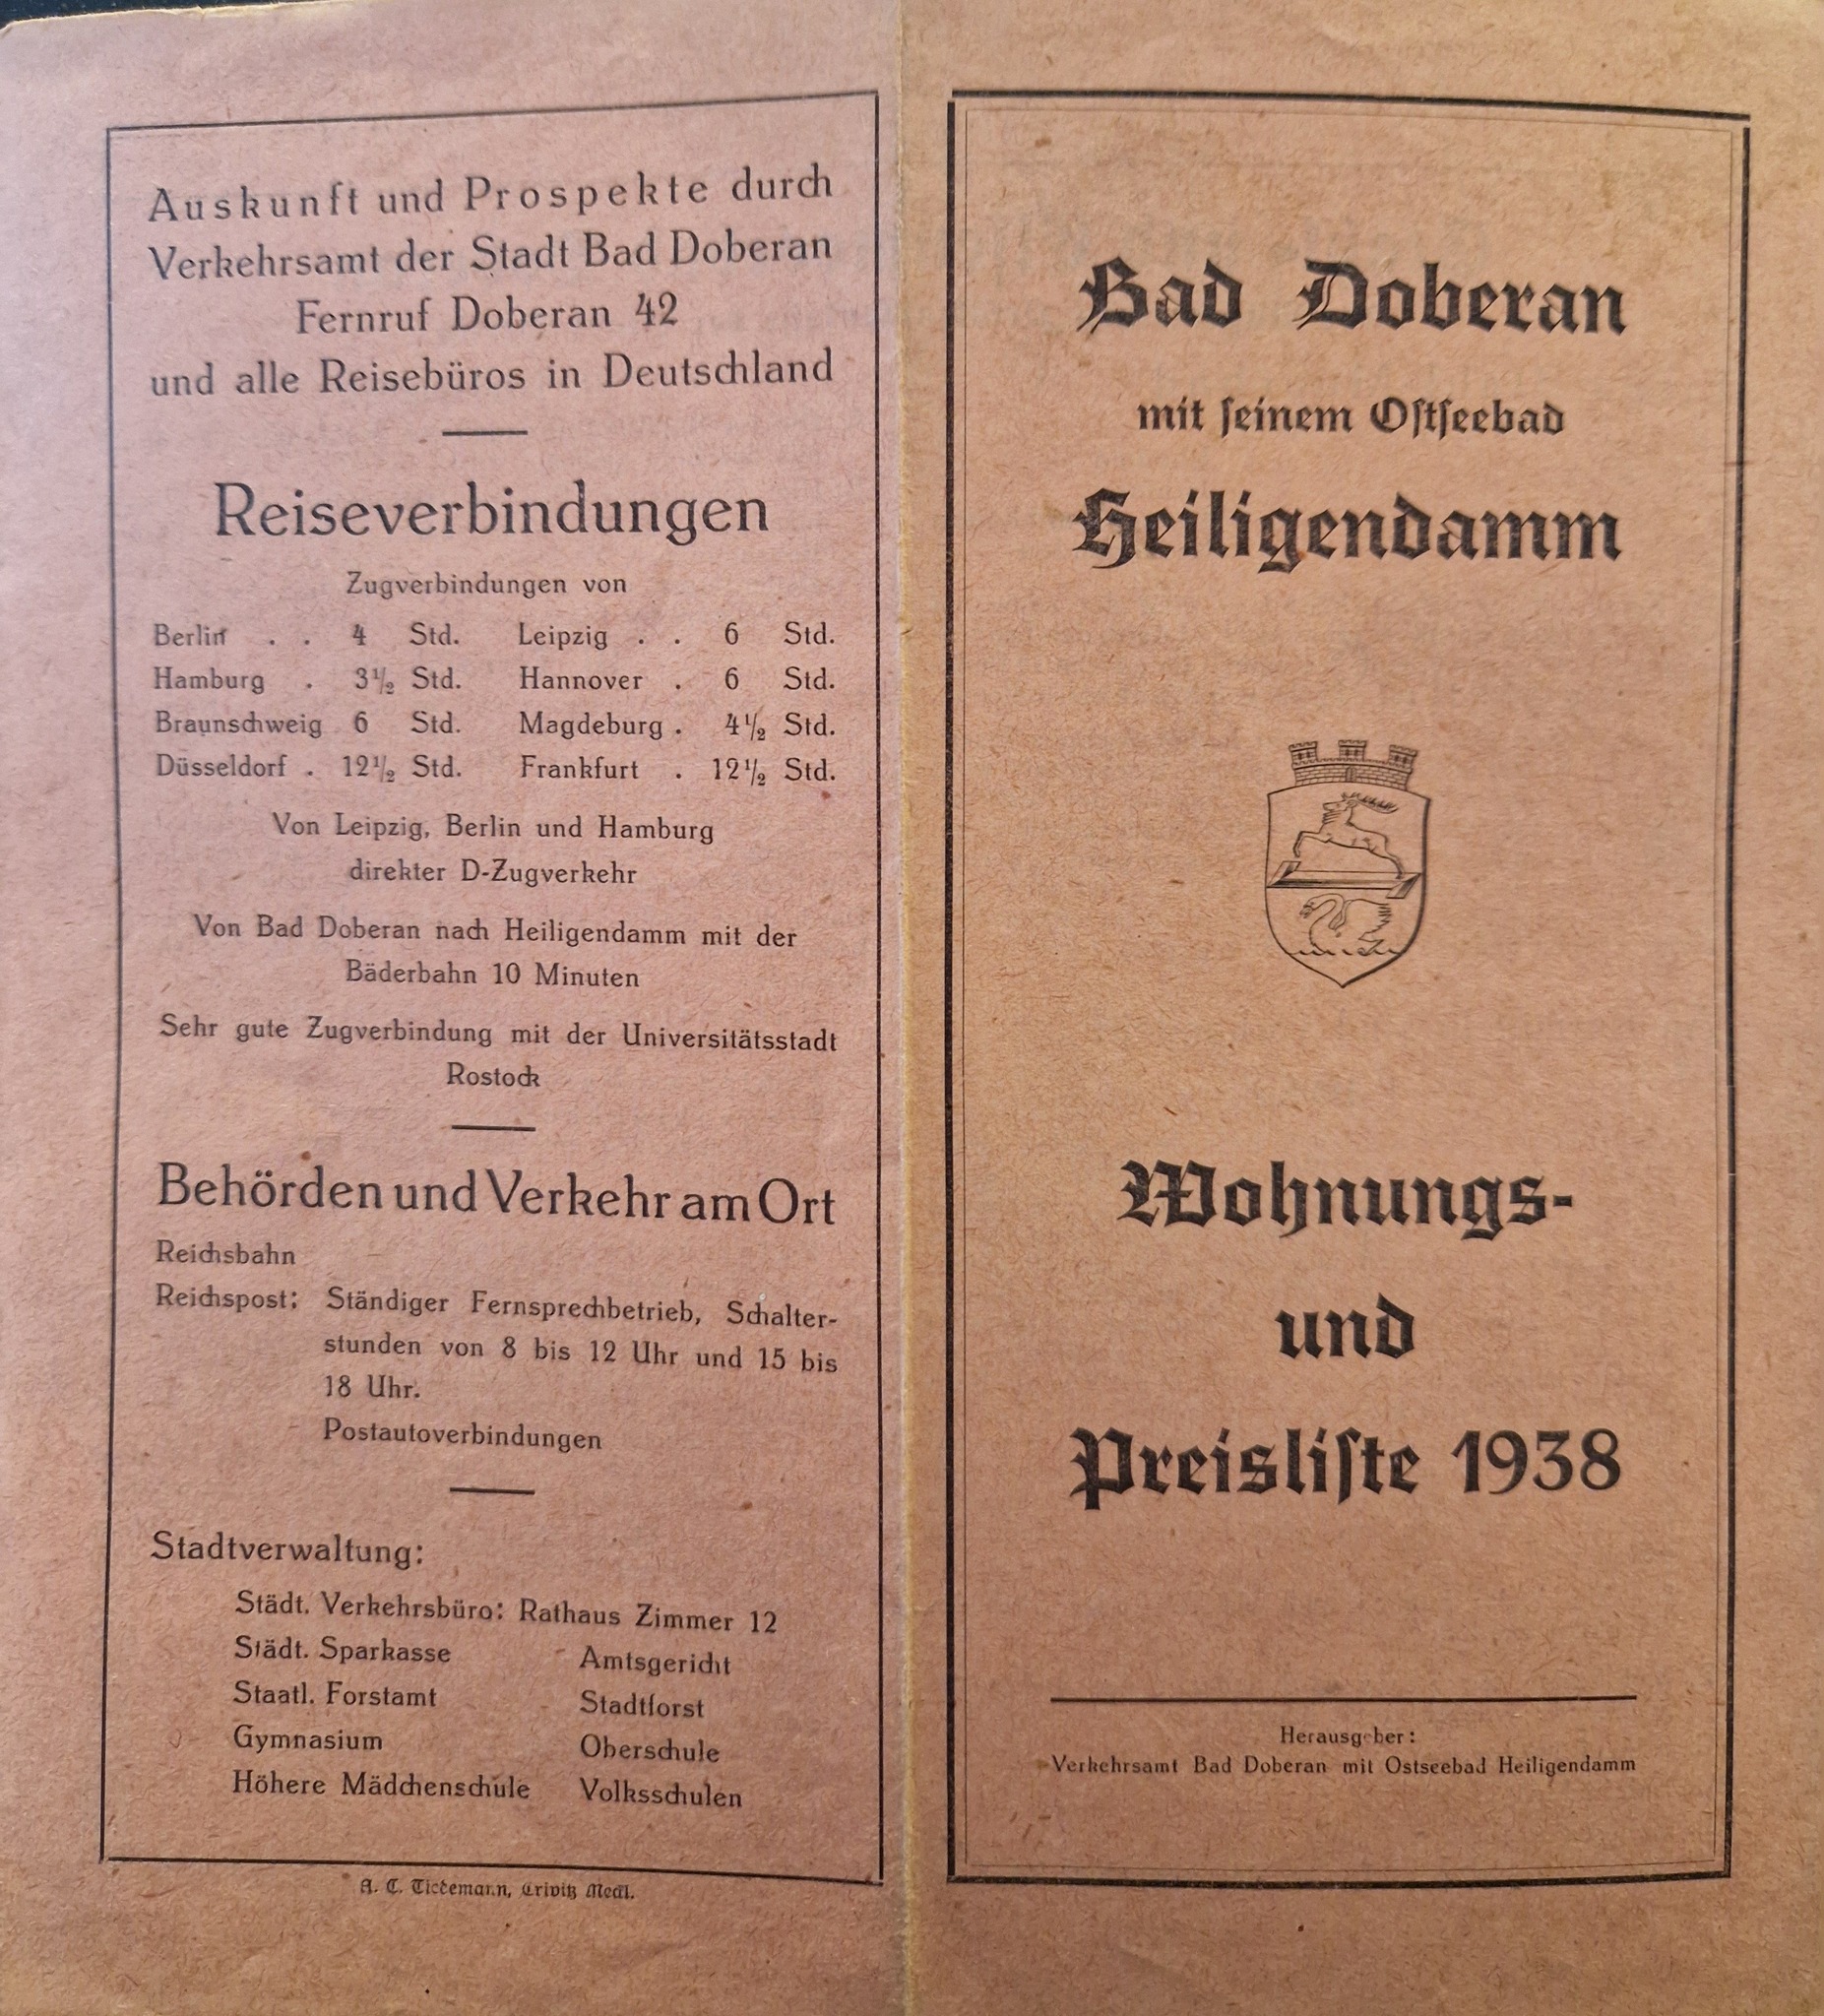 Auskunft und Prospekte durch
Verkehrsamt der Stadt Bad Doberan
Fernruf Doberan 42
und alle Reisebüros in Deutschland
Reiseverbindungen
Zugverbindungen von
Berlin . . 4 Std. Leipzig . . 6 Std.
Hamburg . 3½ Std. Hannover . 6 Std.
Braunschweig 6 Std. Magdeburg . 4½ Std.
Düsseldorf . 12½ Std. Frankfurt . 12½ Std.
Von Leipzig, Berlin und Hamburg
direkter D-Zugverkehr
Von Bad Doberan nach Heiligendamm mit der
Bäderbahn 10 Minuten
Sehr gute Zugverbindung mit der Universitätsstadt
Rostock
Behörden und Verkehr am Ort
Reichsbahn
Reichspost: Ständiger Fernsprechbetrieb, Schalter-
stunden von 8 bis 12 Uhr und 15 bis
18 Uhr.
Postautoverbindungen
Stadtverwaltung:
Städt. Verkehrsbüro: Rathaus Zimmer 12
Städt. Sparkasse Amtsgericht
Staatl. Forstamt Stadtforst
Gymnasium Oberschule
Höhere Mädchenschule Volksschulen
A. C. Tiedemann, Crivitz Meckl.
Bad Doberan
mit seinem Ostseebad
Heiligendamm
Wohnungs-
und
Preisliste 1938
Herausgeber:
Verkehrsamt Bad Doberan mit Ostseebad Heiligendamm